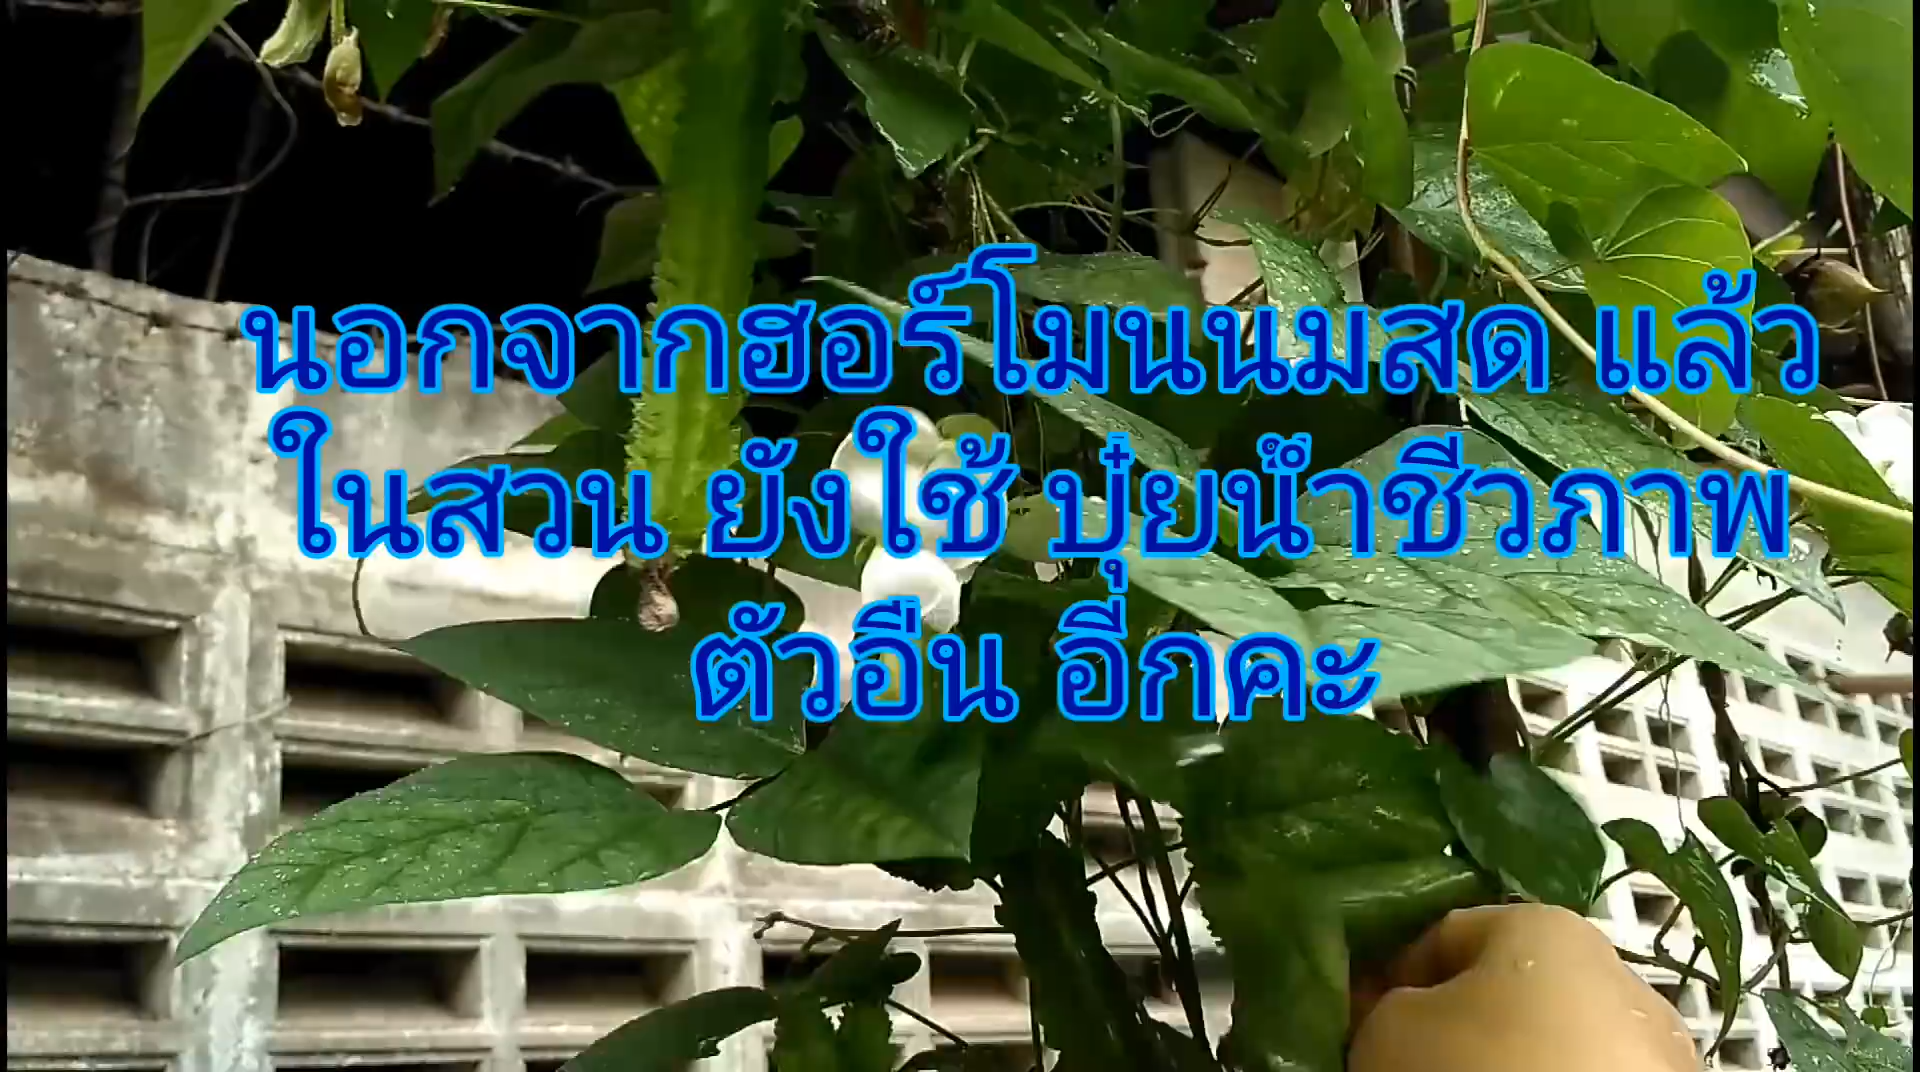 นอกจากฮอร์โมนนมสด แล้ว
ในสวน ยังใช้ ปุ๋ยน้ำชีวภาพ
ตัวอื่น อีกคะ